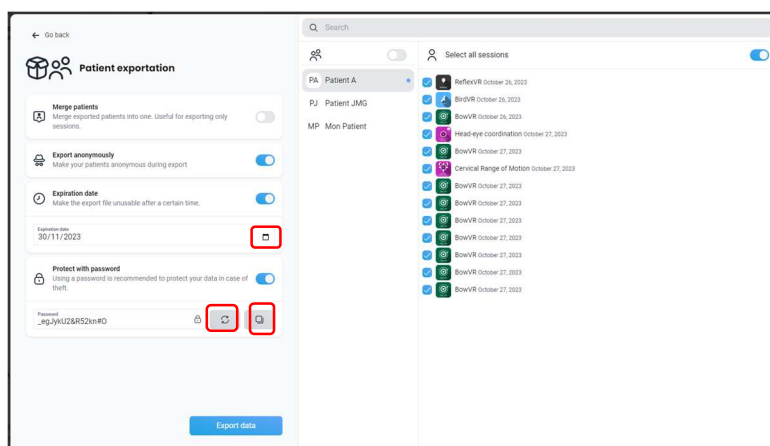 Go back
Patient exportation
Merge patients
Merge exported patients into one. Useful for exporting only
sessions.
Export anonymously
Make your patients anonymous during export
Expiration date
Make the export file unusable after a certain time.
Expiration date
30/11/2023
Protect with password
Using a password is recommended to protect your data in case of
theft.
Password
_egJykU2&R52kn#O
Export data
Search
PA Patient A
PJ Patient JMG
MP Mon Patient
Select all sessions
ReflexVR October 26, 2023
BirdVR October 26, 2023
BowVR October 26, 2023
Head-eye coordination October 27, 2023
BowVR October 27, 2023
Cervical Range of Motion October 27, 2023
BowVR October 27, 2023
BowVR October 27, 2023
BowVR October 27, 2023
BowVR October 27, 2023
BowVR October 27, 2023
BowVR October 27, 2023
BowVR October 27, 2023